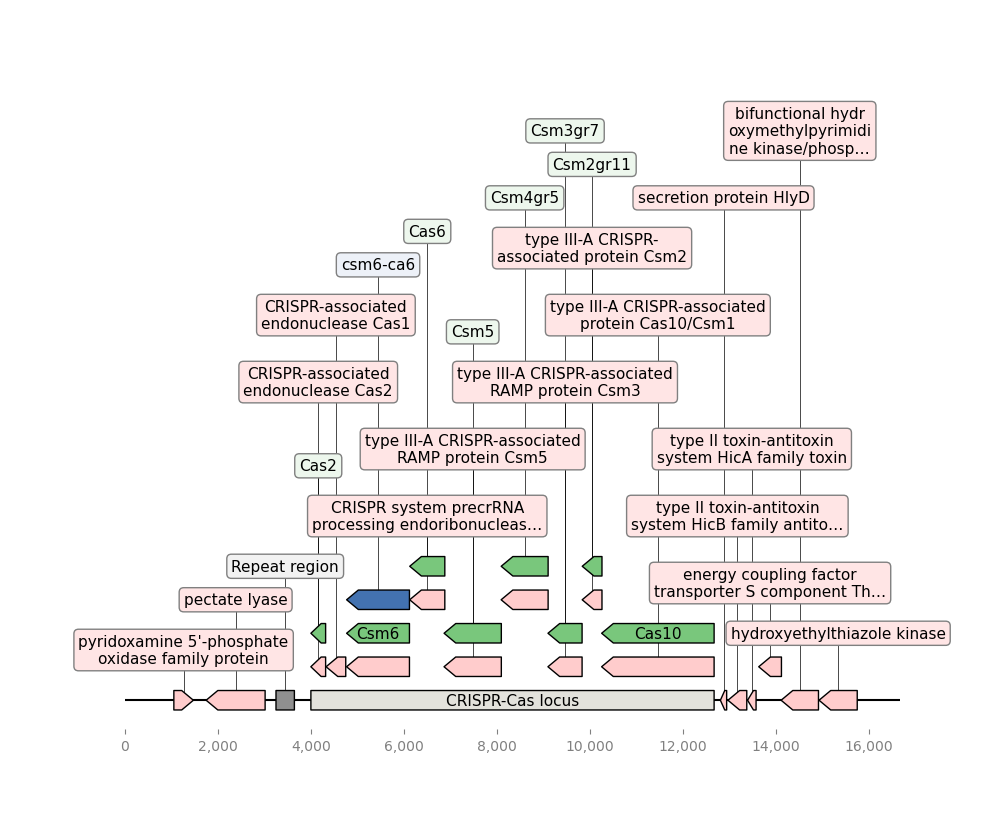 bifunctional hydr
oxymethylpyrimidi
ne kinase/phosp...
Csm3gr7
Csm2gr11
Csm4gr5
secretion protein HlyD
Cas6
type III-A CRISPR-
associated protein Csm2
csm6-ca6
CRISPR-associated
endonuclease Cas1
type III-A CRISPR-associated
protein Cas10/Csm1
Csm5
CRISPR-associated
endonuclease Cas2
type III-A CRISPR-associated
RAMP protein Csm3
type III-A CRISPR-associated
RAMP protein Csm5
type II toxin-antitoxin
system HicA family toxin
Cas2
CRISPR system precrRNA
processing endoribonucleas...
type II toxin-antitoxin
system HicB family antito...
Repeat region
energy coupling factor
transporter S component Th...
pectate lyase
Csm6
Cas10
hydroxyethylthiazole kinase
pyridoxamine 5'-phosphate
oxidase family protein
CRISPR-Cas locus
0
2,000
4,000
6,000
8,000
10,000
12,000
14,000
16,000